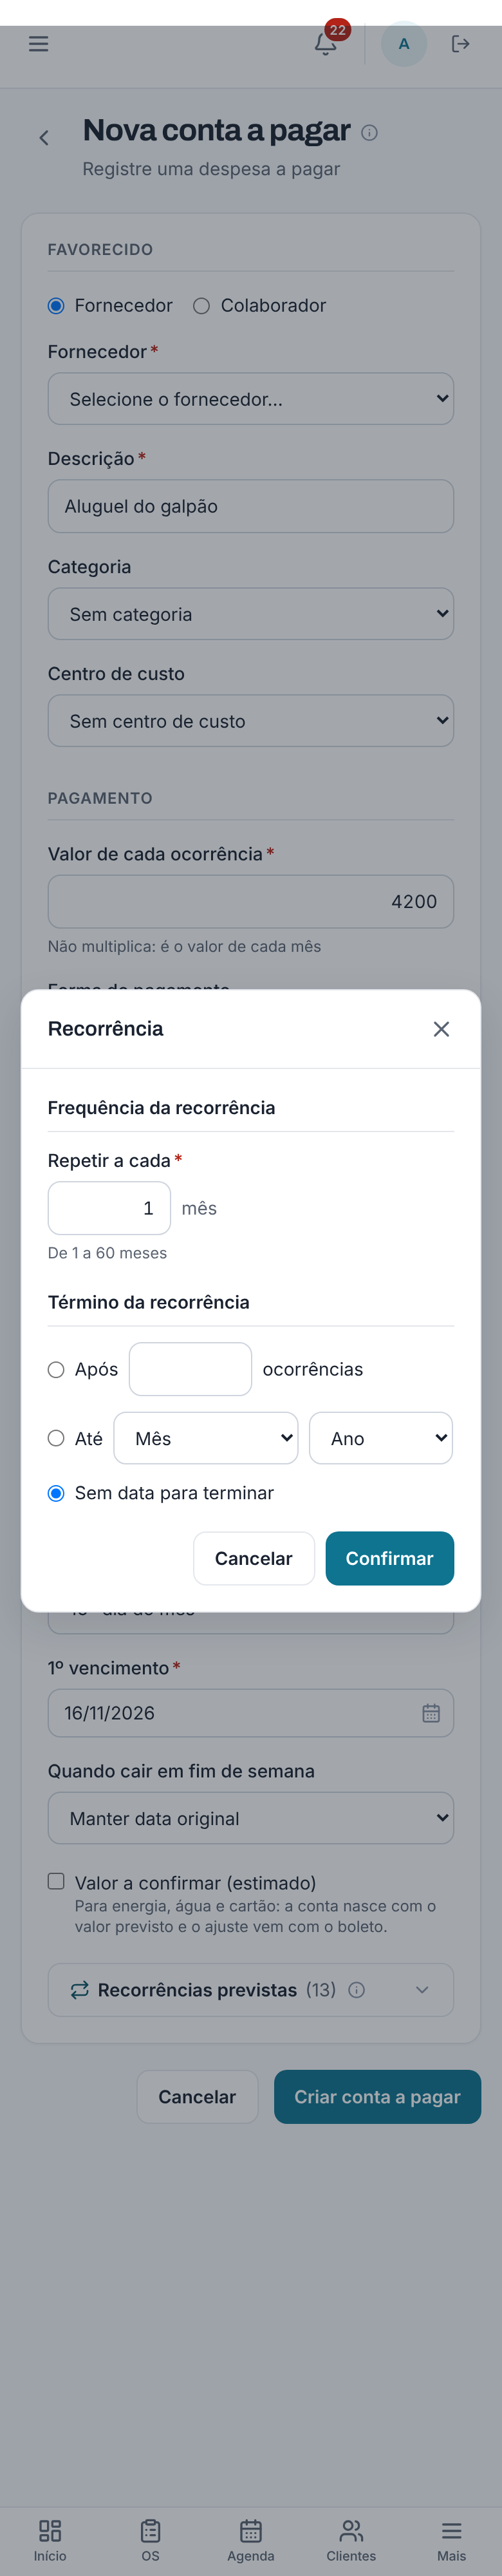 22
A
Nova conta a pagar
Registre uma despesa a pagar
FAVORECIDO
Fornecedor
Colaborador
Fornecedor*
Selecione o fornecedor...
Descrição*
Aluguel do galpão
Categoria
Sem categoria
Centro de custo
Sem centro de custo
PAGAMENTO
Valor de cada ocorrência*
4200
Não multiplica: é o valor de cada mês
Forma de pagamento
Recorrência
Frequência da recorrência
Repetir a cada*
1 mês
De 1 a 60 meses
Término da recorrência
Após ocorrências
Até Mês Ano
Sem data para terminar
Cancelar Confirmar
1º vencimento*
16/11/2026
Quando cair em fim de semana
Manter data original
Valor a confirmar (estimado)
Para energia, água e cartão: a conta nasce com o
valor previsto e o ajuste vem com o boleto.
Recorrências previstas (13)
Cancelar Criar conta a pagar
Início OS Agenda Clientes Mais